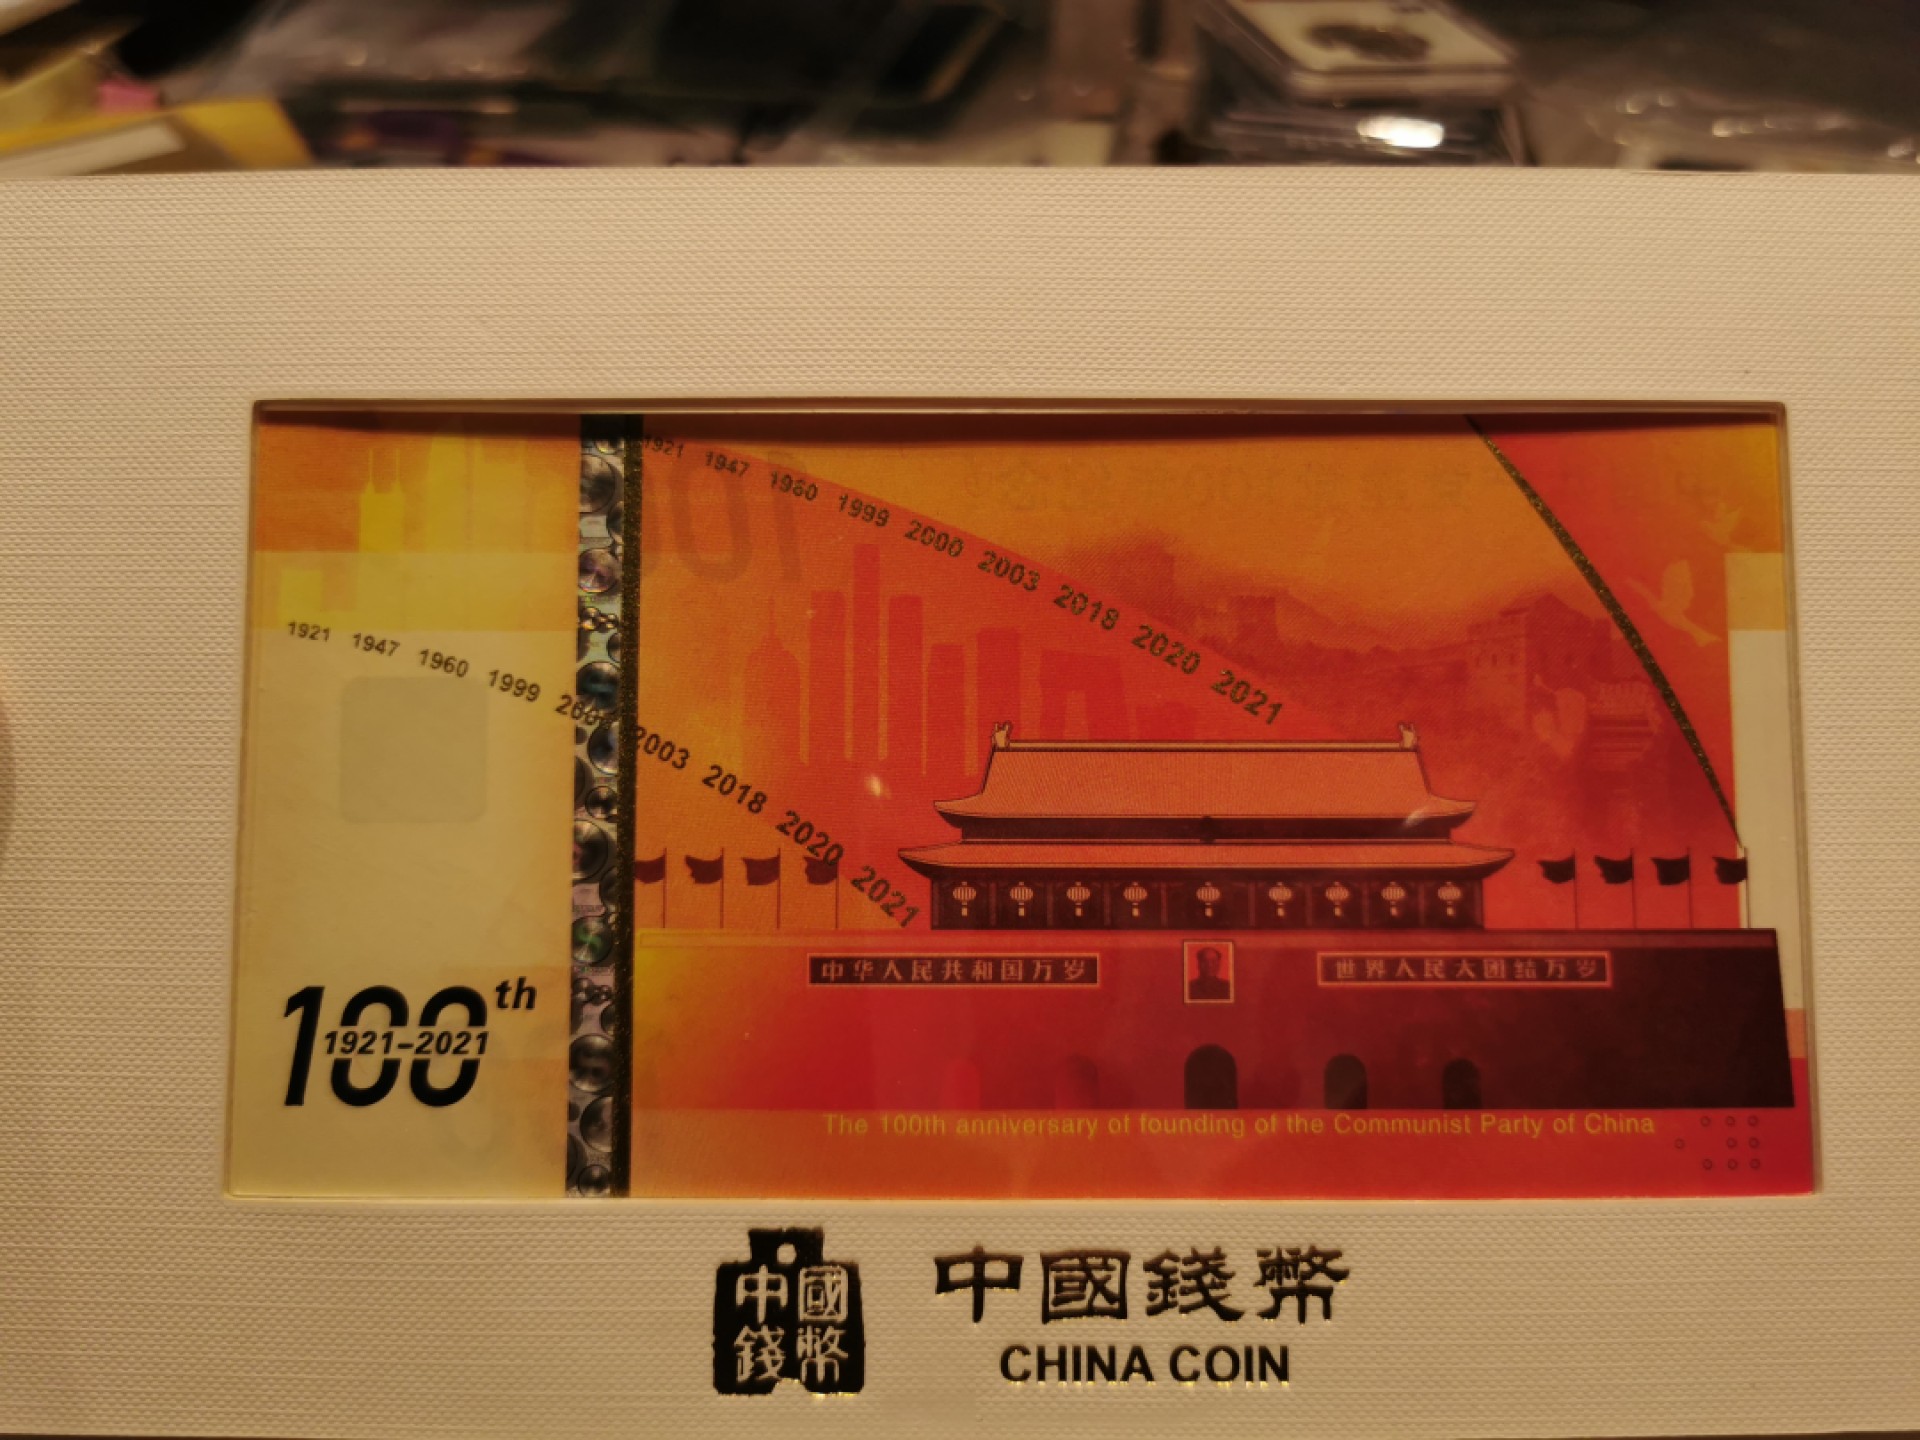 1921 1947 1980 1999 2000 2003 2018 2020 2021
1921 1947 1960 1999 2000 2003 2018 2020 2021
中华人民共和国万岁
世界人民大团结万岁
100th
1921-2021
The 100th anniversary of founding of the Communist Party of China
中國錢幣
中國錢幣
CHINA COIN